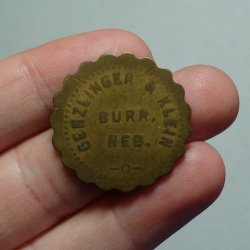 GENZLINGER & KLEIN
BURR,
NEB.